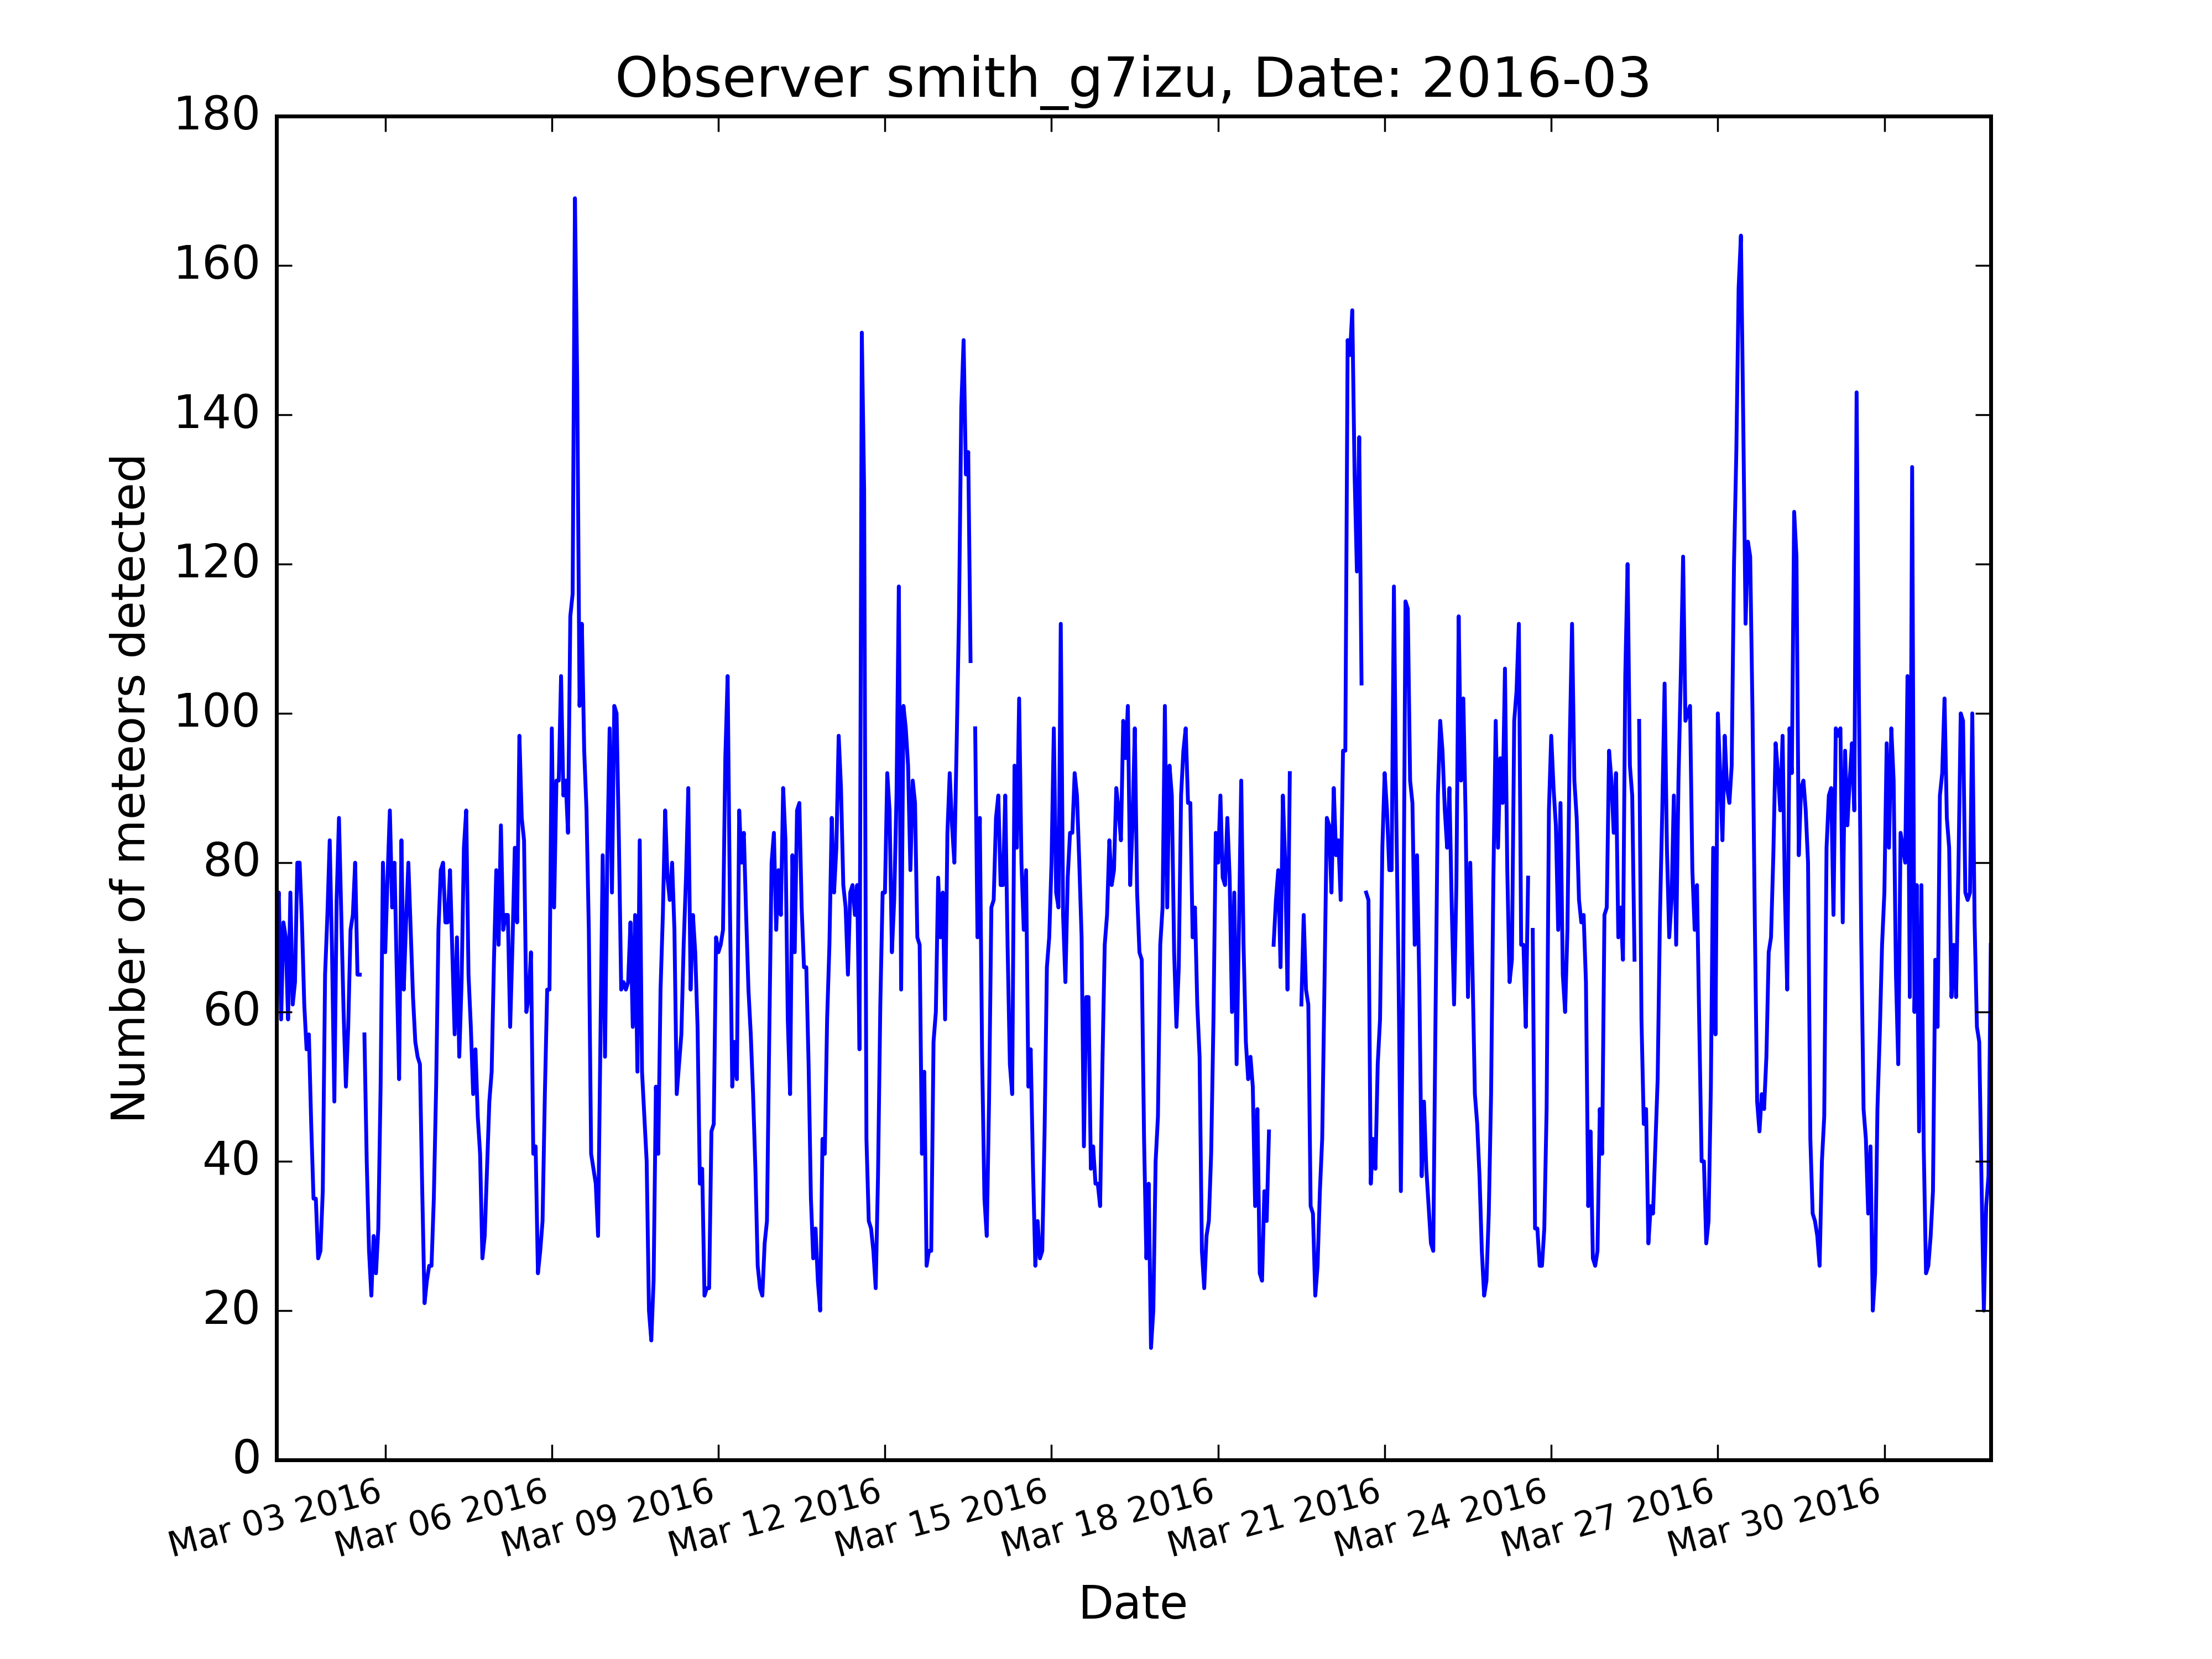 Observer smith_g7izu, Date: 2016-03
180
160
140
120
100
80
60
40
20
0
Number of meteors detected
Mar 03 2016
Mar 06 2016
Mar 09 2016
Mar 12 2016
Mar 15 2016
Mar 18 2016
Mar 21 2016
Mar 24 2016
Mar 27 2016
Mar 30 2016
Date